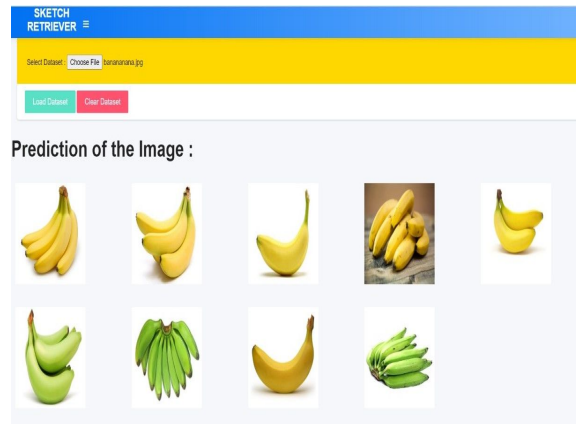 SKETCH
RETRIEVER ≡
Select Dataset : Choose File banananana.jpg
Load Dataset Clear Dataset
Prediction of the Image :